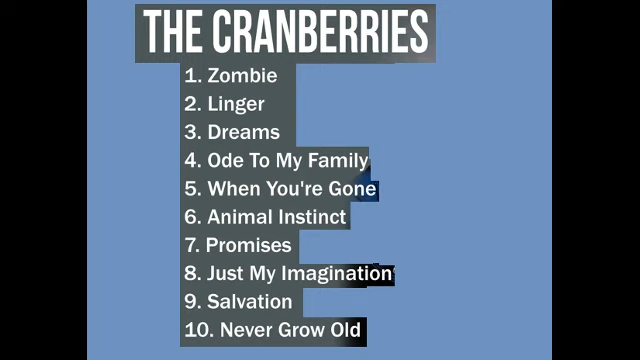 THE CRANBERRIES
1. Zombie
2. Linger
3. Dreams
4. Ode To My Family
5. When You're Gone
6. Animal Instinct
7. Promises
8. Just My Imagination
9. Salvation
10. Never Grow Old